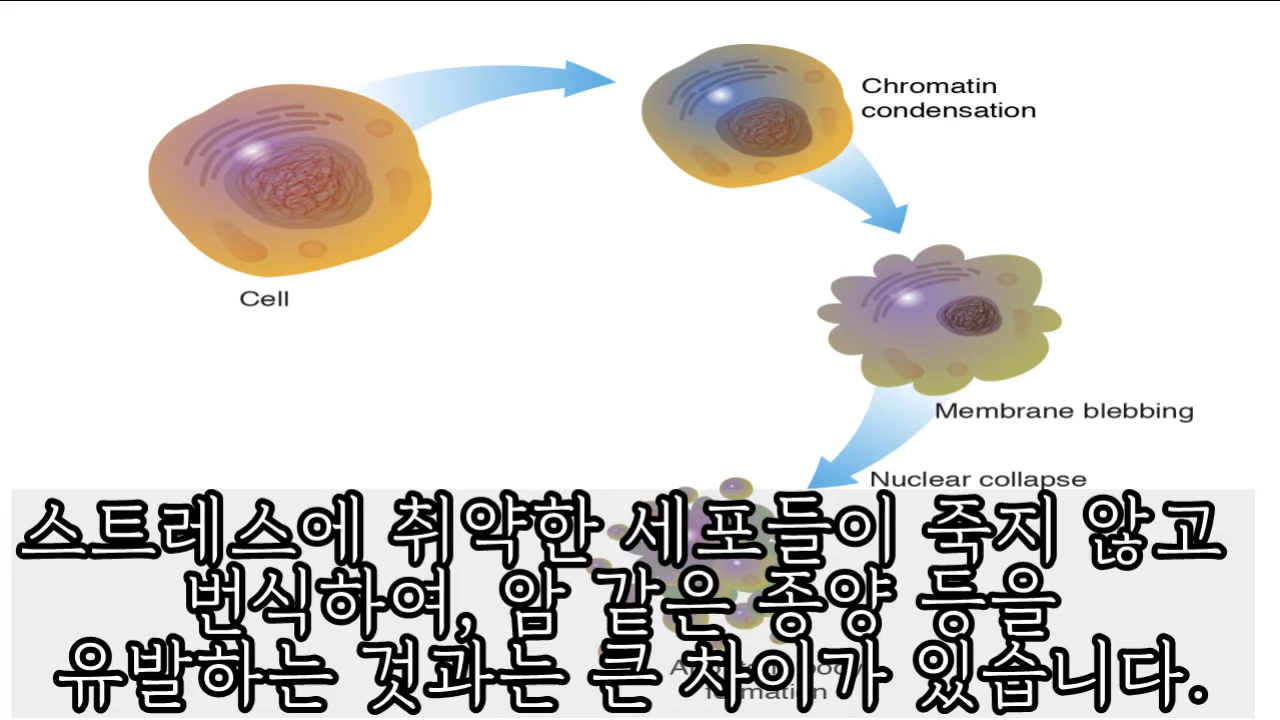 Chromatin
condensation
Cell
Membrane blebbing
Nuclear collapse
스트레스에 취약한 세포들이 죽지 않고
번식하여, 암 같은 종양 등을
유발하는 것과는 큰 차이가 있습니다.
formation